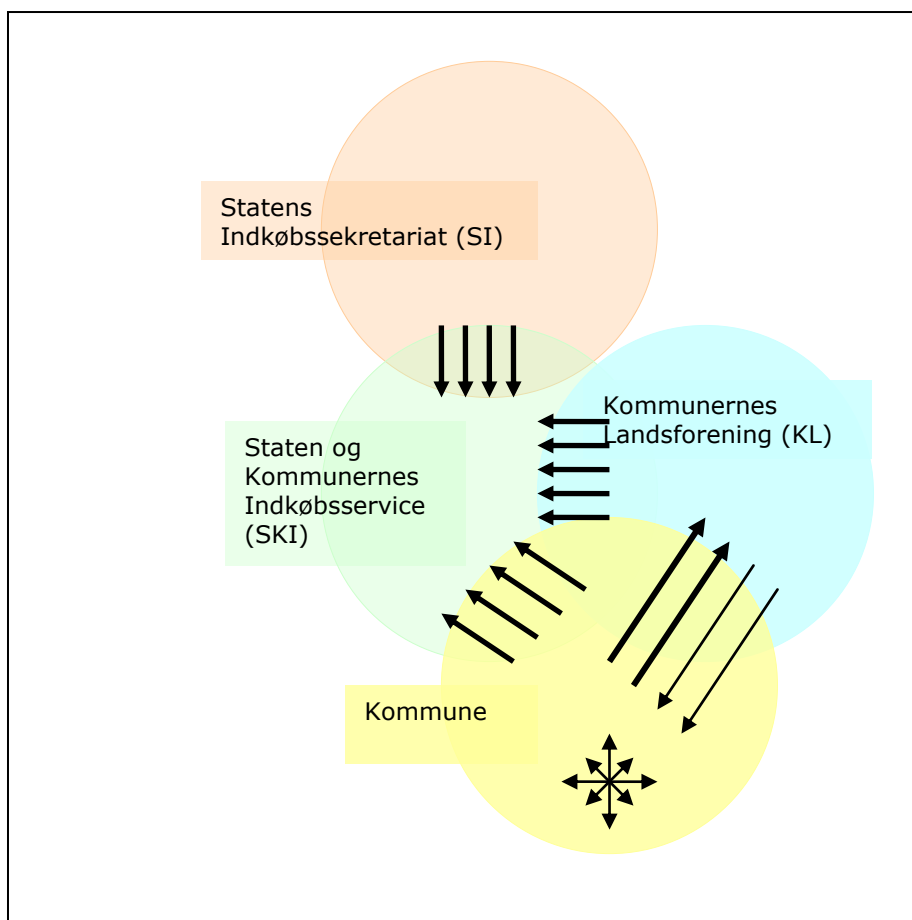 Statens
Indkøbssekretariat (SI)
Kommunernes
Landsforening (KL)
Staten og
Kommunernes
Indkøbsservice
(SKI)
Kommune